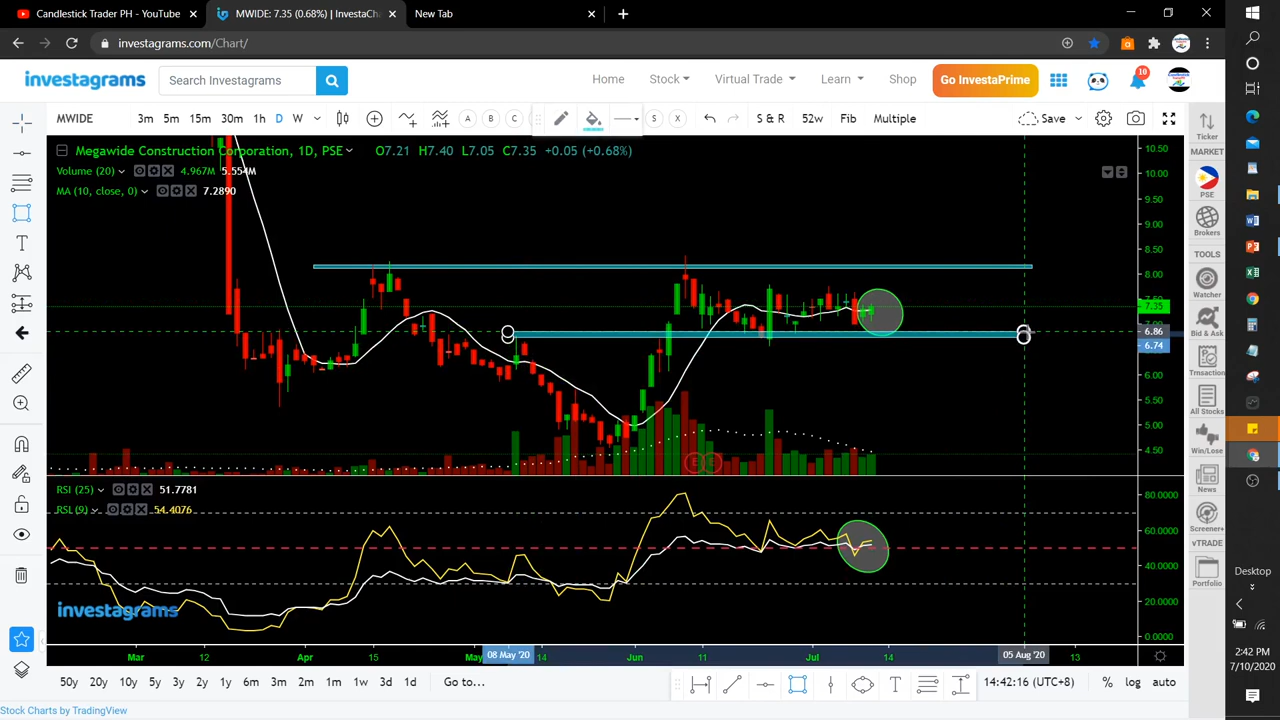 Candlestick Trader PH - YouTube
MWIDE: 7.35 (0.68%) | InvestaCha
New Tab
investagrams.com/Chart/
investagrams
Search Investagrams
Home
Stock
Virtual Trade
Learn
Shop
Go InvestaPrime
10
MWIDE
3m 5m 15m 30m 1h D W
A B C
S X
S & R 52w Fib Multiple
Save
Megawide Construction Corporation, 1D, PSE
O7.21 H7.40 L7.05 C7.35 +0.05 (+0.68%)
Volume (20) 4.967M 5.554M
MA (10, close, 0) 7.2890
10.50
10.00
9.50
9.00
8.50
8.00
7.35
6.86
6.74
6.00
5.50
5.00
4.50
E E
RSI (25) 51.7781
RSI (9) 54.4076
80.0000
60.0000
40.0000
20.0000
0.0000
investagrams
Mar 12 Apr 15 May 08 May '20 14 Jun 11 Jul 14 05 Aug '20 13
50y 20y 10y 5y 3y 2y 1y 6m 3m 2m 1m 1w 3d 1d Go to...
14:42:16 (UTC+8) % log auto
Stock Charts by TradingView
Ticker
MARKET
PSE
Brokers
TOOLS
Watcher
Bid & Ask
Trnsaction
All Stocks
Win/Lose
News
Screener+
vTRADE
Portfolio
Desktop
2:42 PM
7/10/2020